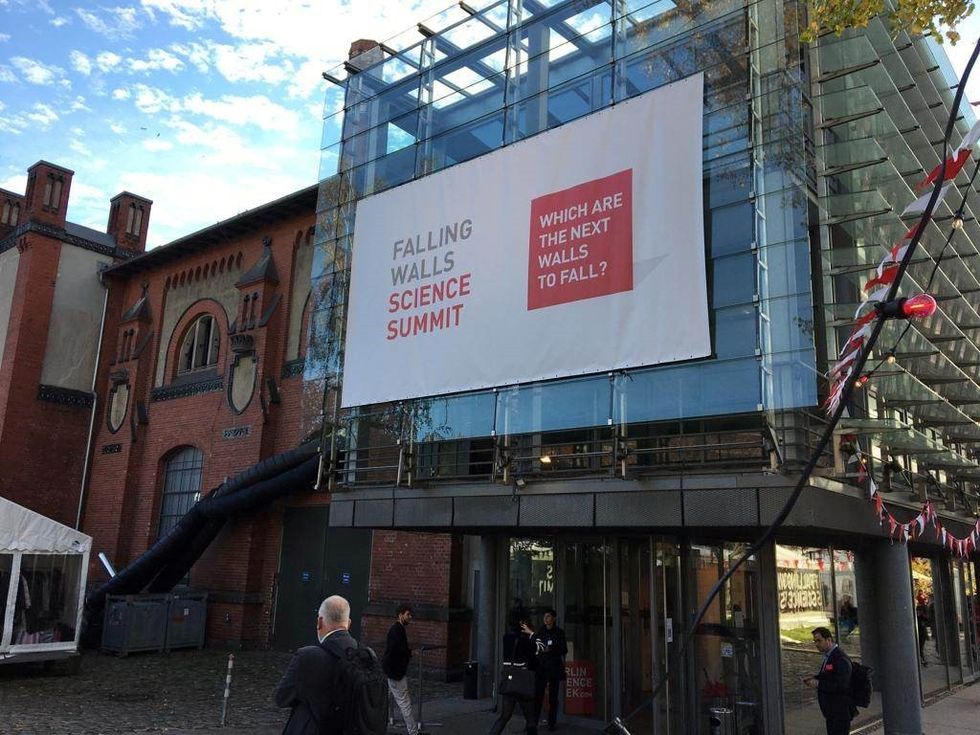 FALLING
WALLS
SCIENCE
SUMMIT
WHICH ARE
THE NEXT
WALLS
TO FALL?